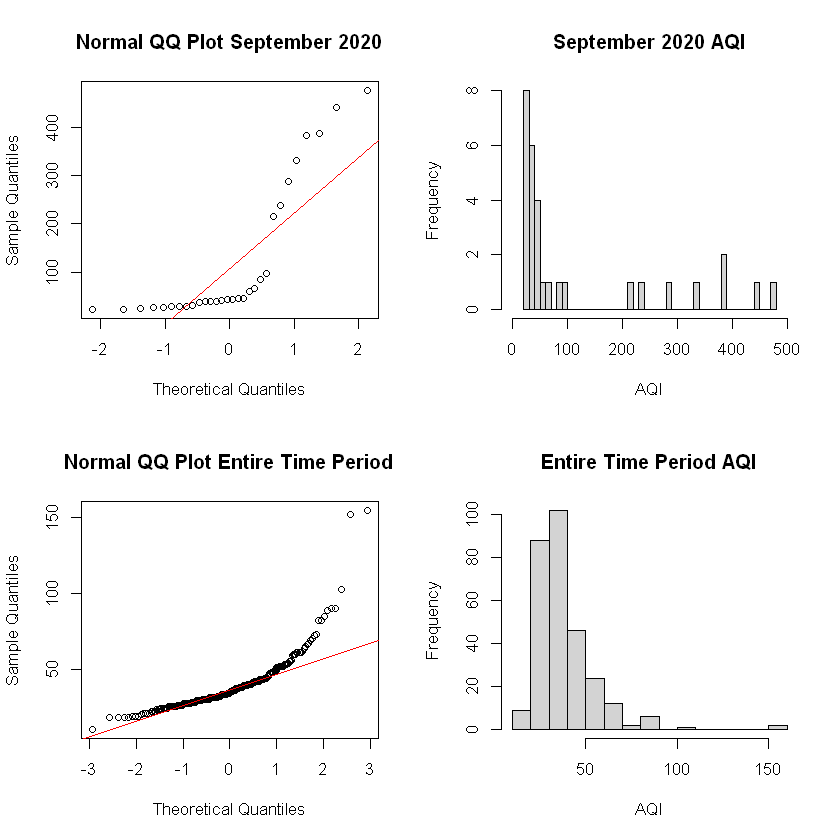 Normal QQ Plot September 2020
Sample Quantiles
100 200 300 400
-2 -1 0 1 2
Theoretical Quantiles
September 2020 AQI
Frequency
0 2 4 6 8
0 100 200 300 400 500
AQI
Normal QQ Plot Entire Time Period
Sample Quantiles
50 100 150
-3 -2 -1 0 1 2 3
Theoretical Quantiles
Entire Time Period AQI
Frequency
0 20 40 60 80 100
50 100 150
AQI